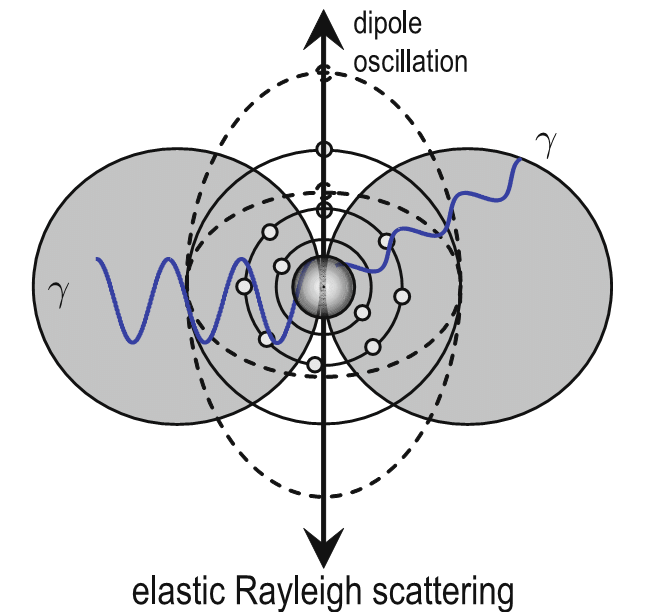 dipole
oscillation
γ
γ
elastic Rayleigh scattering